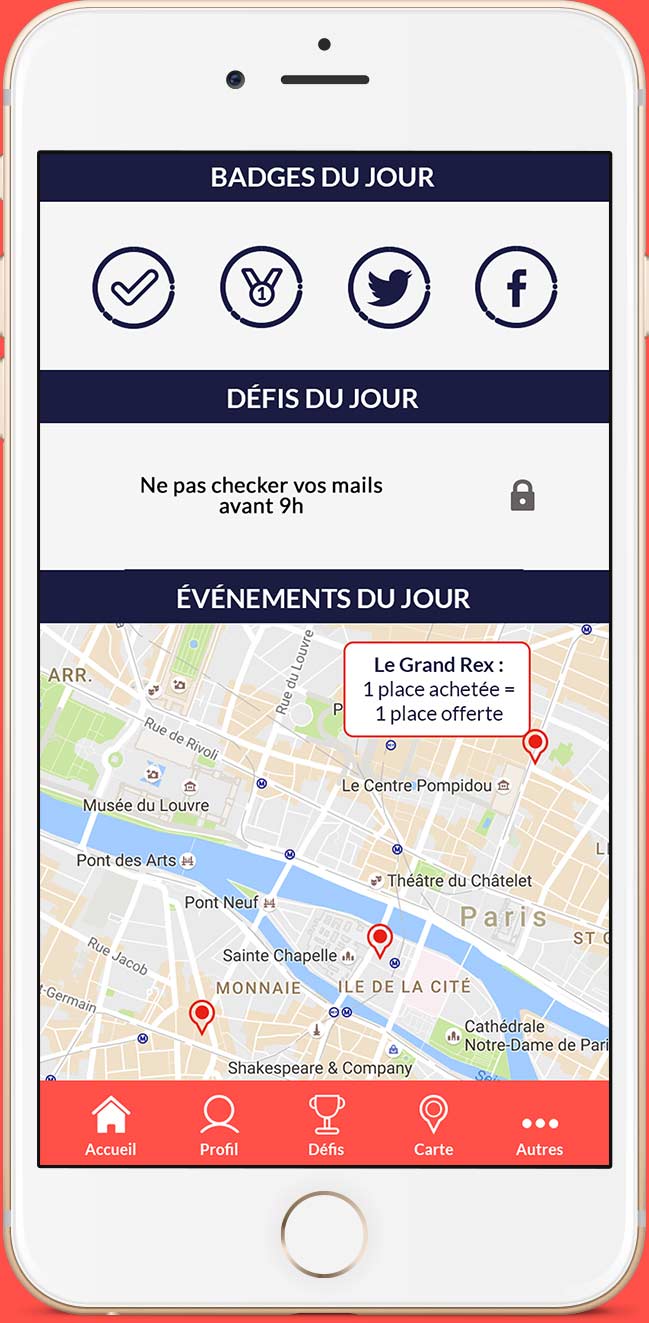 BADGES DU JOUR
1
DÉFIS DU JOUR
Ne pas checker vos mails
avant 9h
ÉVÉNEMENTS DU JOUR
ARR.
Rue du Louvre
Le Grand Rex :
1 place achetée =
1 place offerte
P
Rue de Rivoli
Le Centre Pompidou
Musée du Louvre
Pont des Arts
Théâtre du Châtelet
Pont Neuf
Paris
ST
Rue Jacob
Sainte Chapelle
MONNAIE
ILE DE LA CITÉ
t-Germain
Cathédrale
Notre-Dame de Pari
Shakespeare & Company
Sein
Accueil
Profil
Défis
Carte
Autres